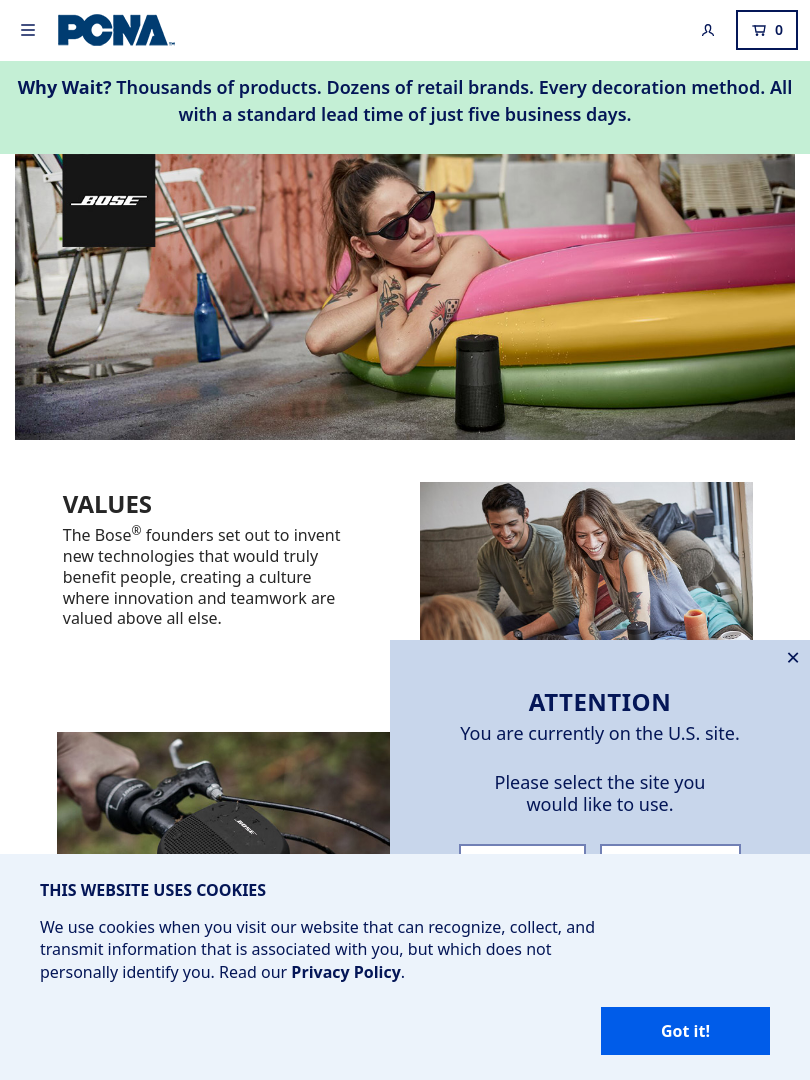 PCNA
0
Why Wait? Thousands of products. Dozens of retail brands. Every decoration method. All
with a standard lead time of just five business days.
BOSE
VALUES
The Bose® founders set out to invent
new technologies that would truly
benefit people, creating a culture
where innovation and teamwork are
valued above all else.
BOSE
ATTENTION
You are currently on the U.S. site.
Please select the site you
would like to use.
THIS WEBSITE USES COOKIES
We use cookies when you visit our website that can recognize, collect, and
transmit information that is associated with you, but which does not
personally identify you. Read our Privacy Policy.
Got it!